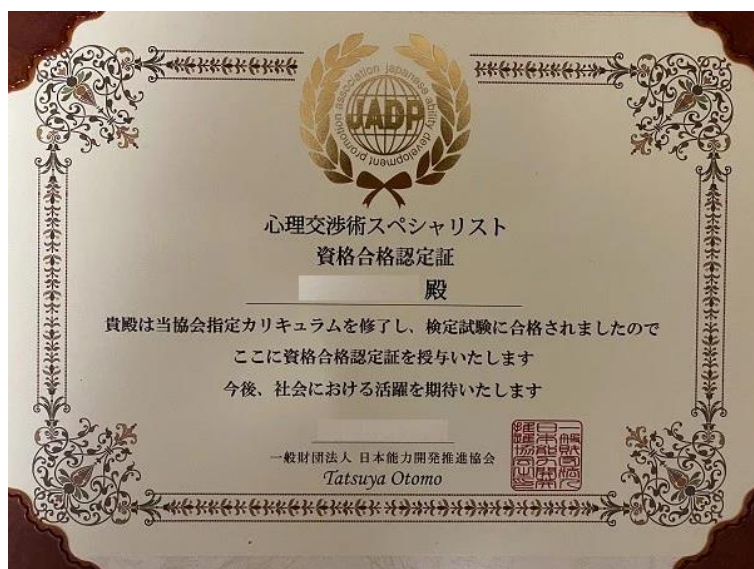 japanese ability development promotion association
JADP
心理交渉術スペシャリスト
資格合格認定証
殿
貴殿は当協会指定カリキュラムを修了し、検定試験に合格されましたので
ここに資格合格認定証を授与いたします
今後、社会における活躍を期待いたします
一般財団法人 日本能力開発推進協会
Tatsuya Otomo